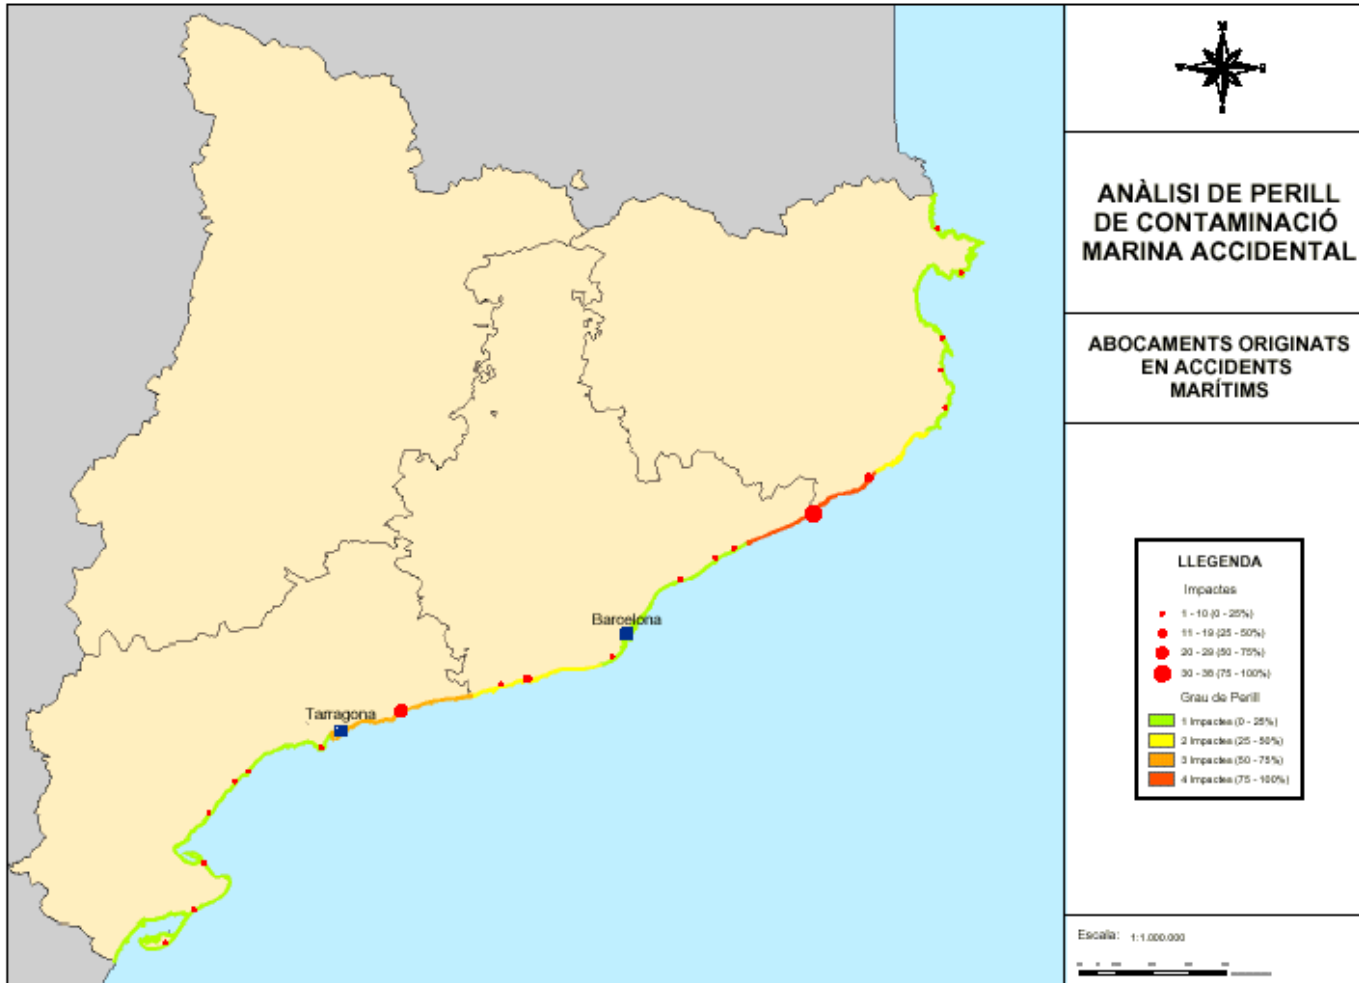 ANÀLISI DE PERILL
DE CONTAMINACIÓ
MARINA ACCIDENTAL
ABOCAMENTS ORIGINATS
EN ACCIDENTS
MARÍTIMS
Barcelona
Tarragona
LLEGENDA
Impactes
1 - 10 (0 - 25%)
11 - 19 (25 - 50%)
20 - 29 (50 - 75%)
30 - 38 (75 - 100%)
Grau de Perill
1 Impactes (0 - 25%)
2 Impactes (25 - 50%)
3 Impactes (50 - 75%)
4 Impactes (75 - 100%)
Escala: 1:1.000.000